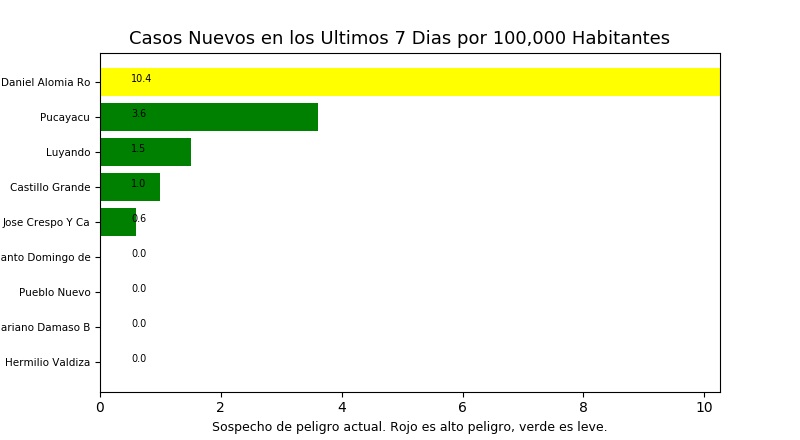 Casos Nuevos en los Ultimos 7 Dias por 100,000 Habitantes
Daniel Alomia Ro 10.4
Pucayacu 3.6
Luyando 1.5
Castillo Grande 1.0
Jose Crespo Y Ca 0.6
anto Domingo de 0.0
Pueblo Nuevo 0.0
ariano Damaso B 0.0
Hermilio Valdiza 0.0
0 2 4 6 8 10
Sospecho de peligro actual. Rojo es alto peligro, verde es leve.